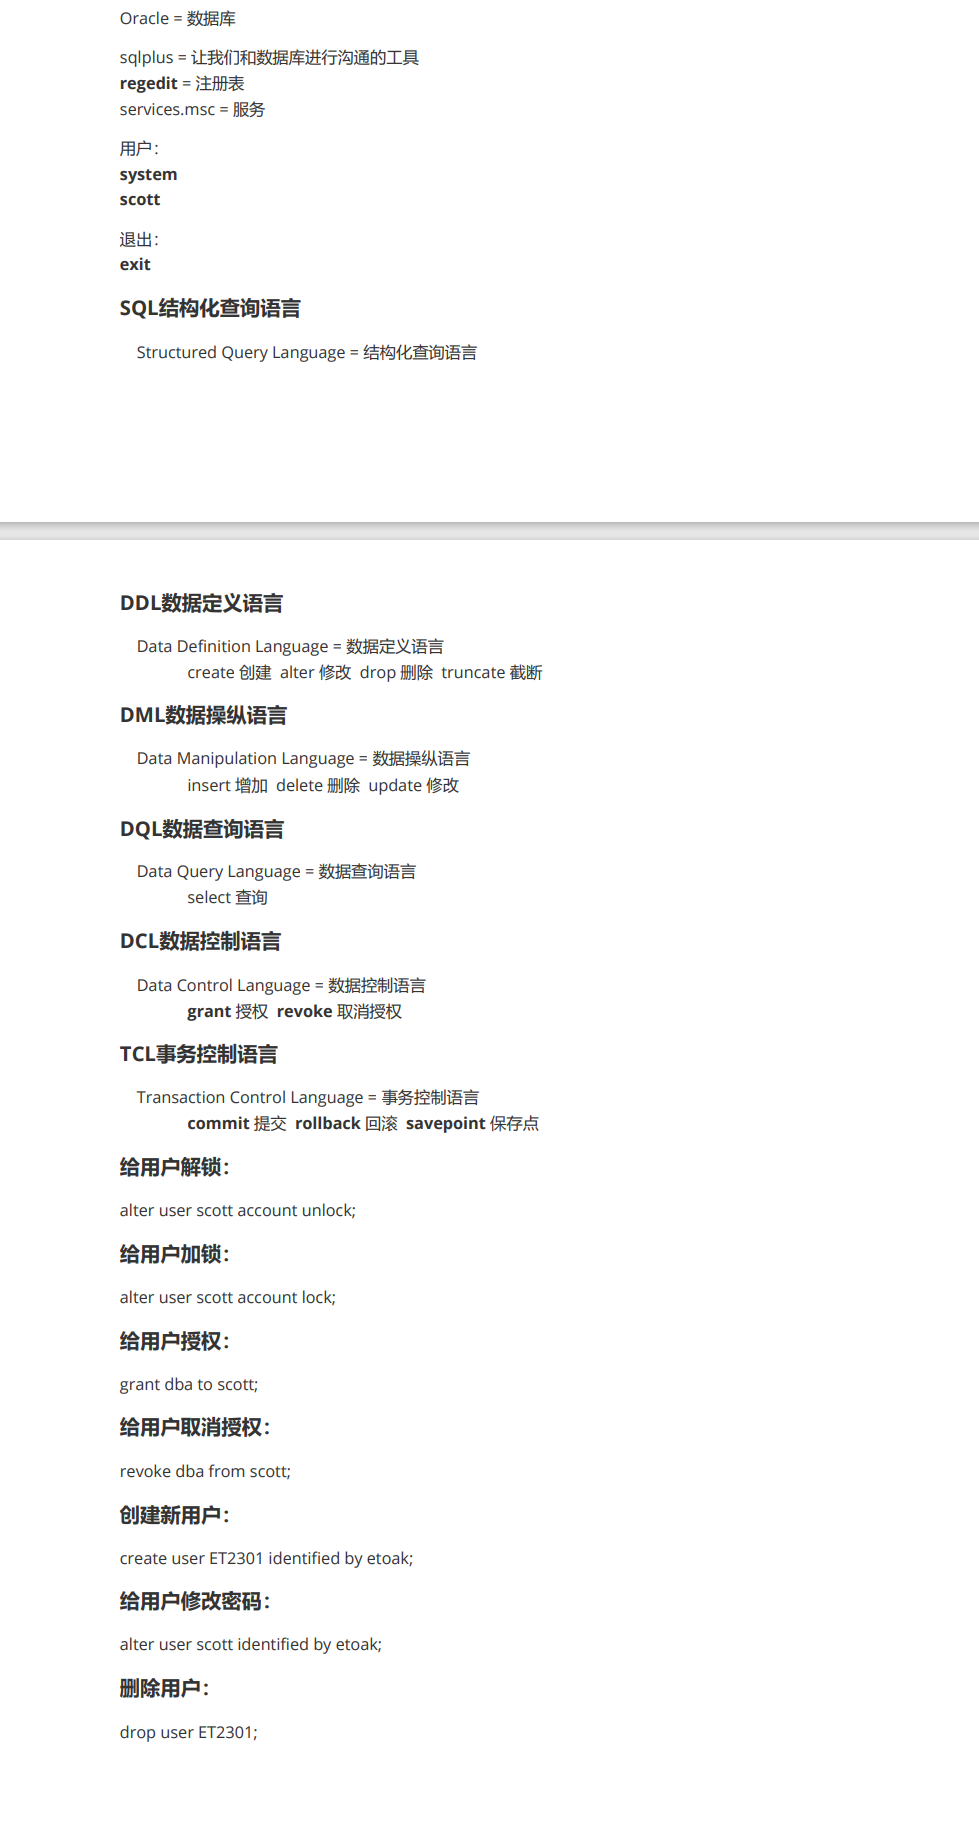 Oracle = 数据库
sqlplus = 让我们和数据库进行沟通的工具
regedit = 注册表
services.msc = 服务
用户：
system
scott
退出：
exit
SQL结构化查询语言
Structured Query Language = 结构化查询语言
DDL数据定义语言
Data Definition Language = 数据定义语言
create 创建 alter 修改 drop 删除 truncate 截断
DML数据操纵语言
Data Manipulation Language = 数据操纵语言
insert 增加 delete 删除 update 修改
DQL数据查询语言
Data Query Language = 数据查询语言
select 查询
DCL数据控制语言
Data Control Language = 数据控制语言
grant 授权 revoke 取消授权
TCL事务控制语言
Transaction Control Language = 事务控制语言
commit 提交 rollback 回滚 savepoint 保存点
给用户解锁：
alter user scott account unlock;
给用户加锁：
alter user scott account lock;
给用户授权：
grant dba to scott;
给用户取消授权：
revoke dba from scott;
创建新用户：
create user ET2301 identified by etoak;
给用户修改密码：
alter user scott identified by etoak;
删除用户：
drop user ET2301;